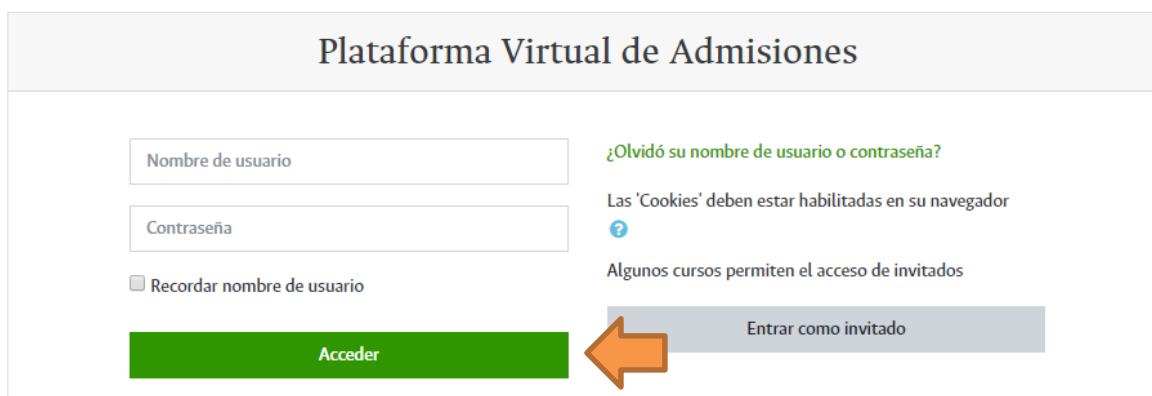 Plataforma Virtual de Admisiones
Nombre de usuario
Contraseña
Recordar nombre de usuario
Acceder
¿Olvidó su nombre de usuario o contraseña?
Las 'Cookies' deben estar habilitadas en su navegador
?
Algunos cursos permiten el acceso de invitados
Entrar como invitado